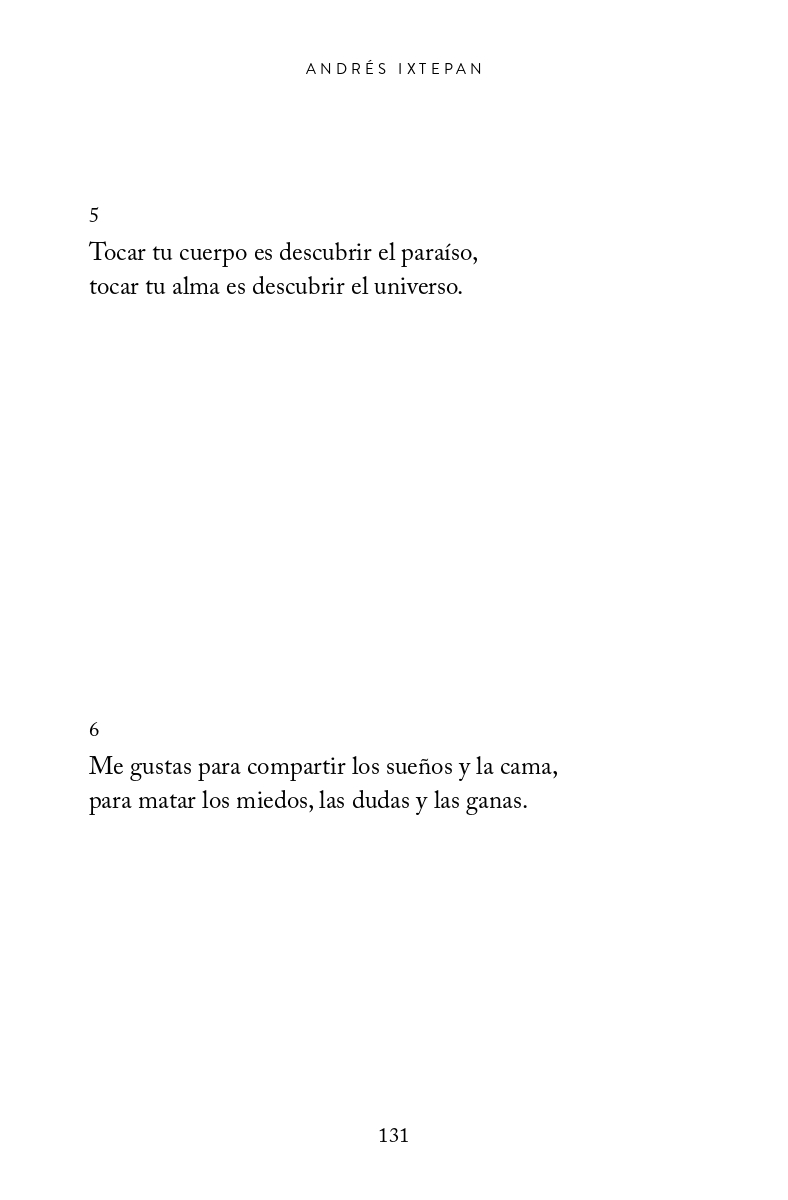 ANDRÉS IXTEPAN
5
Tocar tu cuerpo es descubrir el paraíso,
tocar tu alma es descubrir el universo.
6
Me gustas para compartir los sueños y la cama,
para matar los miedos, las dudas y las ganas.
131